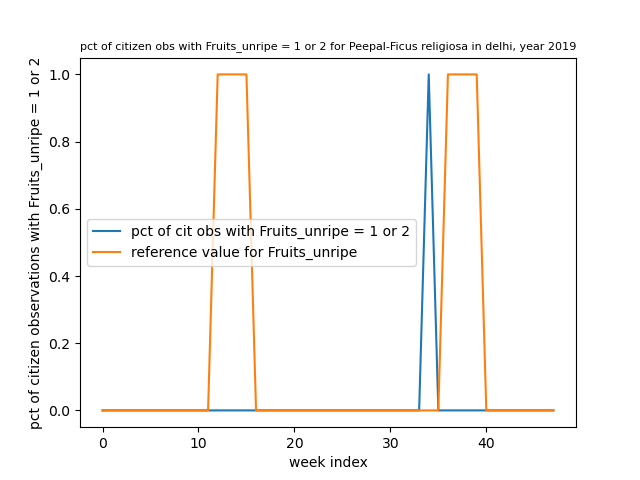 pct of citizen obs with Fruits_unripe = 1 or 2 for Peepal-Ficus religiosa in delhi, year 2019
pct of citizen observations with Fruits_unripe = 1 or 2
1.0
0.8
0.6
0.4
0.2
0.0
pct of cit obs with Fruits_unripe = 1 or 2
reference value for Fruits_unripe
0
10
20
30
40
week index